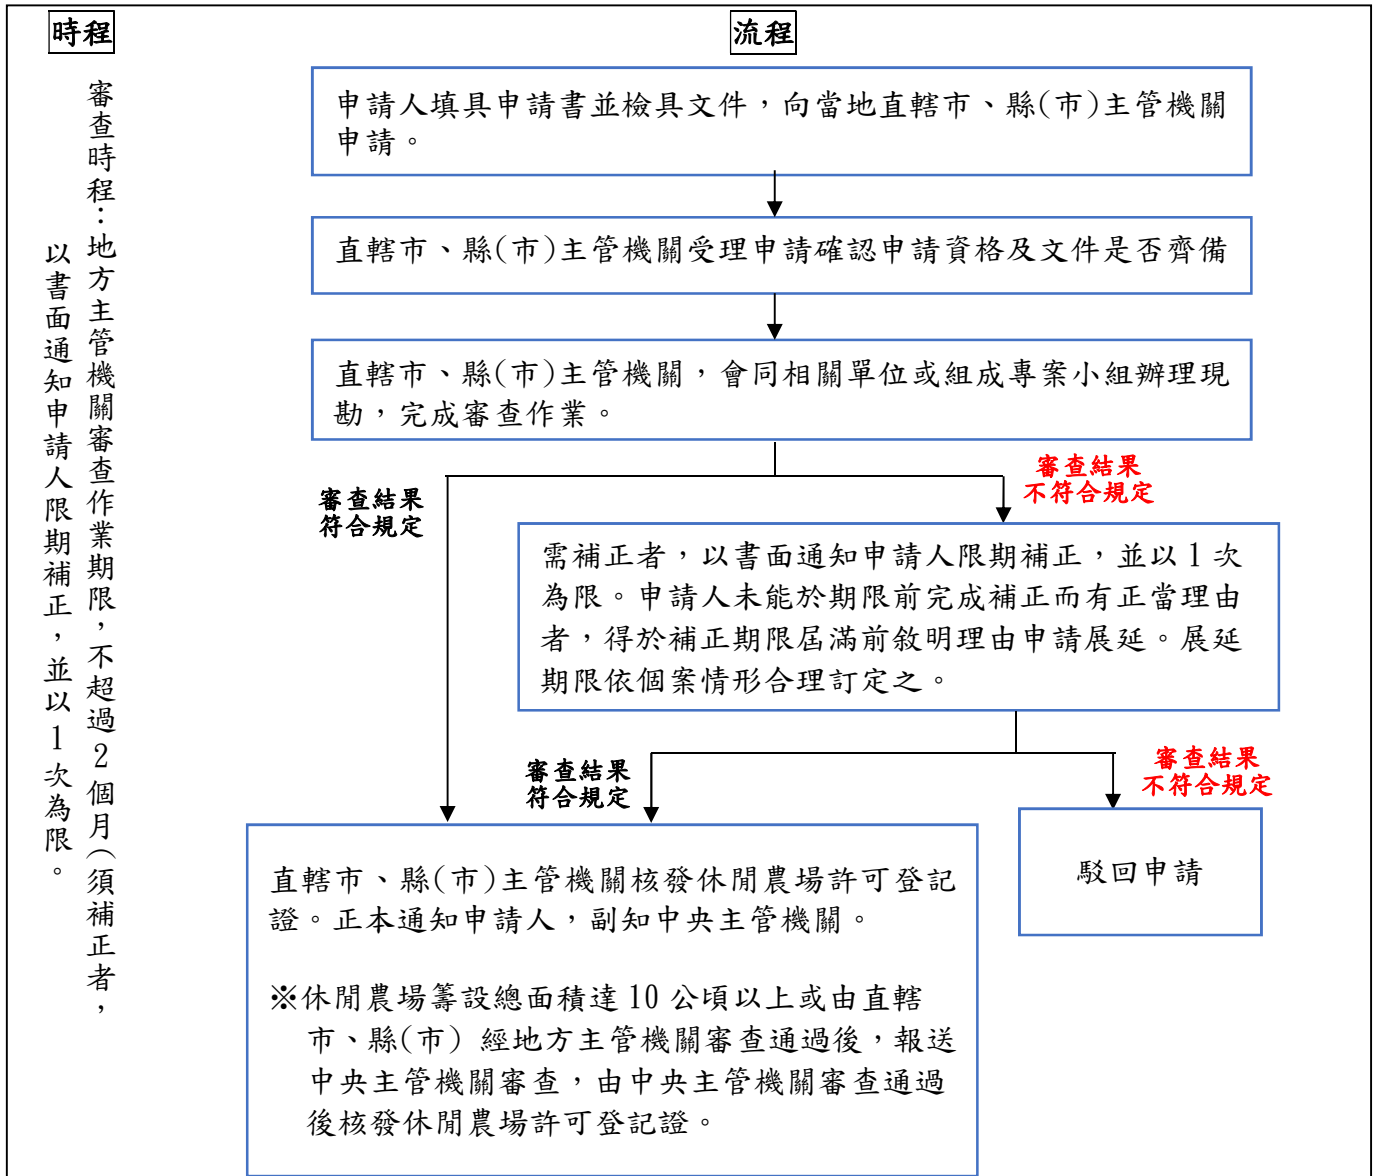 時程
流程
審查時程：地方主管機關審查作業期限，不超過2個月（須補正者，
以書面通知申請人限期補正，並以1次為限。
申請人填具申請書並檢具文件，向當地直轄市、縣(市)主管機關
申請。
直轄市、縣(市)主管機關受理申請確認申請資格及文件是否齊備
直轄市、縣(市)主管機關，會同相關單位或組成專案小組辦理現
勘，完成審查作業。
審查結果
符合規定
審查結果
不符合規定
需補正者，以書面通知申請人限期補正，並以1次
為限。申請人未能於期限前完成補正而有正當理由
者，得於補正期限屆滿前敘明理由申請展延。展延
期限依個案情形合理訂定之。
審查結果
符合規定
審查結果
不符合規定
直轄市、縣(市)主管機關核發休閒農場許可登記
證。正本通知申請人，副知中央主管機關。
※休閒農場籌設總面積達10公頃以上或由直轄
市、縣(市) 經地方主管機關審查通過後，報送
中央主管機關審查，由中央主管機關審查通過
後核發休閒農場許可登記證。
駁回申請